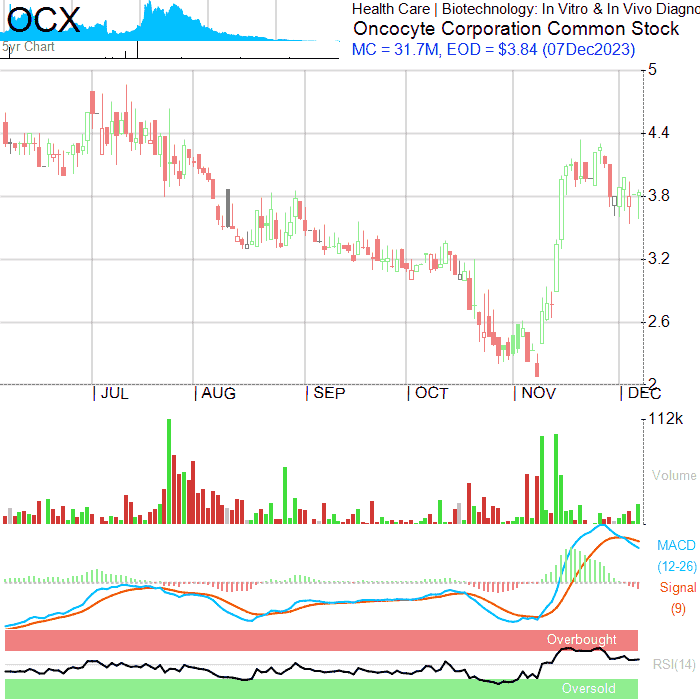 OCX
5yr Chart
Health Care | Biotechnology: In Vitro & In Vivo Diagno
Oncocyte Corporation Common Stock
MC = 31.7M, EOD = $3.84 (07Dec2023)
5
4.4
3.8
3.2
2.6
2
JUL AUG SEP OCT NOV DEC
112k
Volume
MACD
(12-26)
Signal
(9)
Overbought
RSI(14)
Oversold